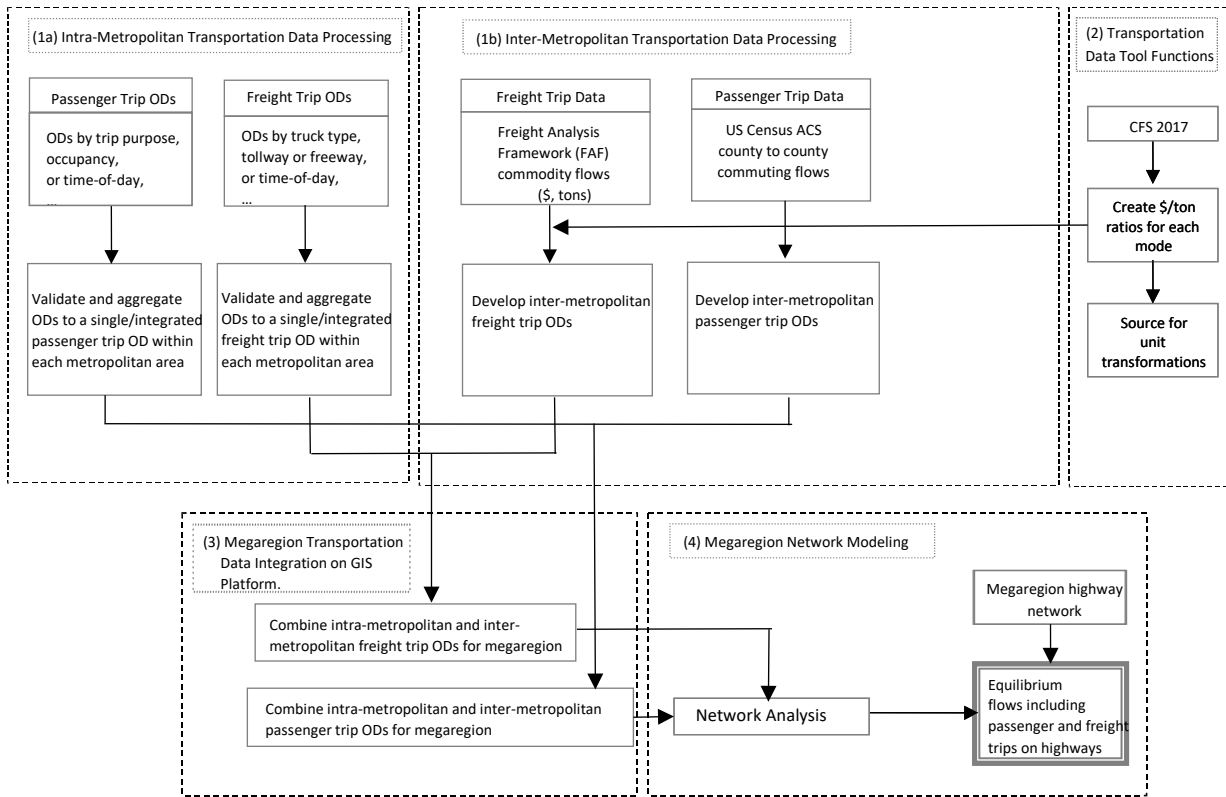 (1a) Intra-Metropolitan Transportation Data Processing
Passenger Trip ODs
ODs by trip purpose,
occupancy,
or time-of-day,
…
Freight Trip ODs
ODs by truck type,
tollway or freeway,
or time-of-day,
…
Validate and aggregate
ODs to a single/integrated
passenger trip OD within
each metropolitan area
Validate and aggregate
ODs to a single/integrated
freight trip OD within
each metropolitan area
(1b) Inter-Metropolitan Transportation Data Processing
Freight Trip Data
Freight Analysis
Framework (FAF)
commodity flows
($, tons)
Passenger Trip Data
US Census ACS
county to county
commuting flows
Develop inter-metropolitan
freight trip ODs
Develop inter-metropolitan
passenger trip ODs
(2) Transportation
Data Tool Functions
CFS 2017
Create $/ton
ratios for each
mode
Source for
unit
transformations
(3) Megaregion Transportation
Data Integration on GIS
Platform.
Combine intra-metropolitan and inter-
metropolitan freight trip ODs for megaregion
Combine intra-metropolitan and inter-metropolitan
passenger trip ODs for megaregion
(4) Megaregion Network Modeling
Megaregion highway
network
Network Analysis
Equilibrium
flows including
passenger and freight
trips on highways